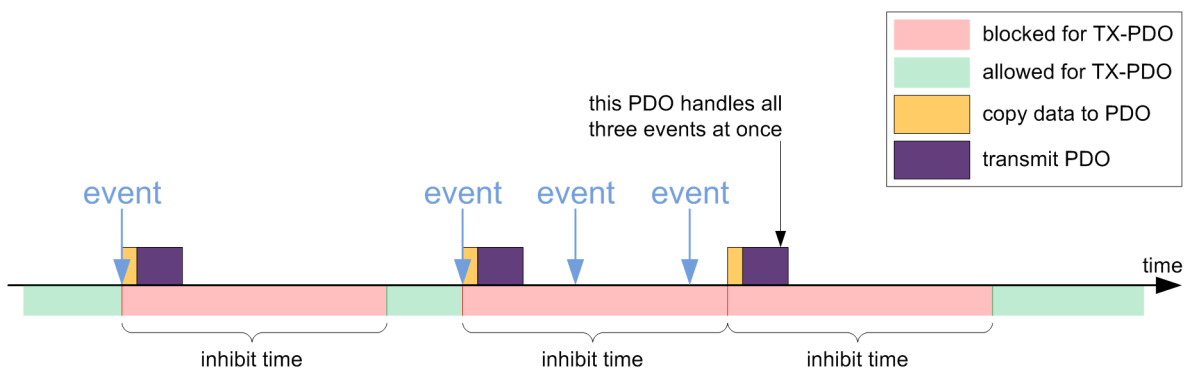 blocked for TX-PDO
allowed for TX-PDO
copy data to PDO
transmit PDO
this PDO handles all
three events at once
event
event
event
event
time
inhibit time
inhibit time
inhibit time